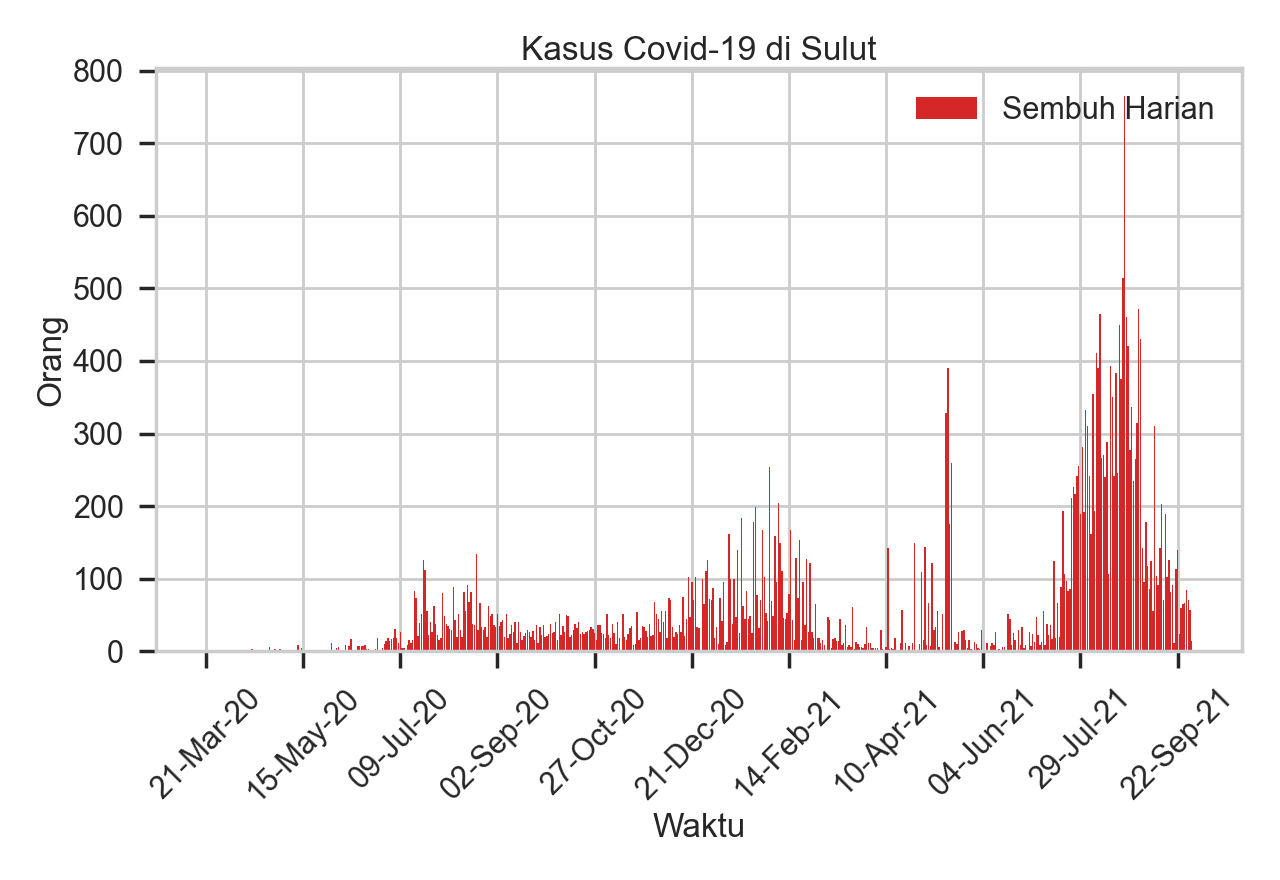 Kasus Covid-19 di Sulut
Sembuh Harian
800
700
600
500
400
300
200
100
0
Orang
21-Mar-20
15-May-20
09-Jul-20
02-Sep-20
27-Oct-20
21-Dec-20
14-Feb-21
10-Apr-21
04-Jun-21
29-Jul-21
22-Sep-21
Waktu